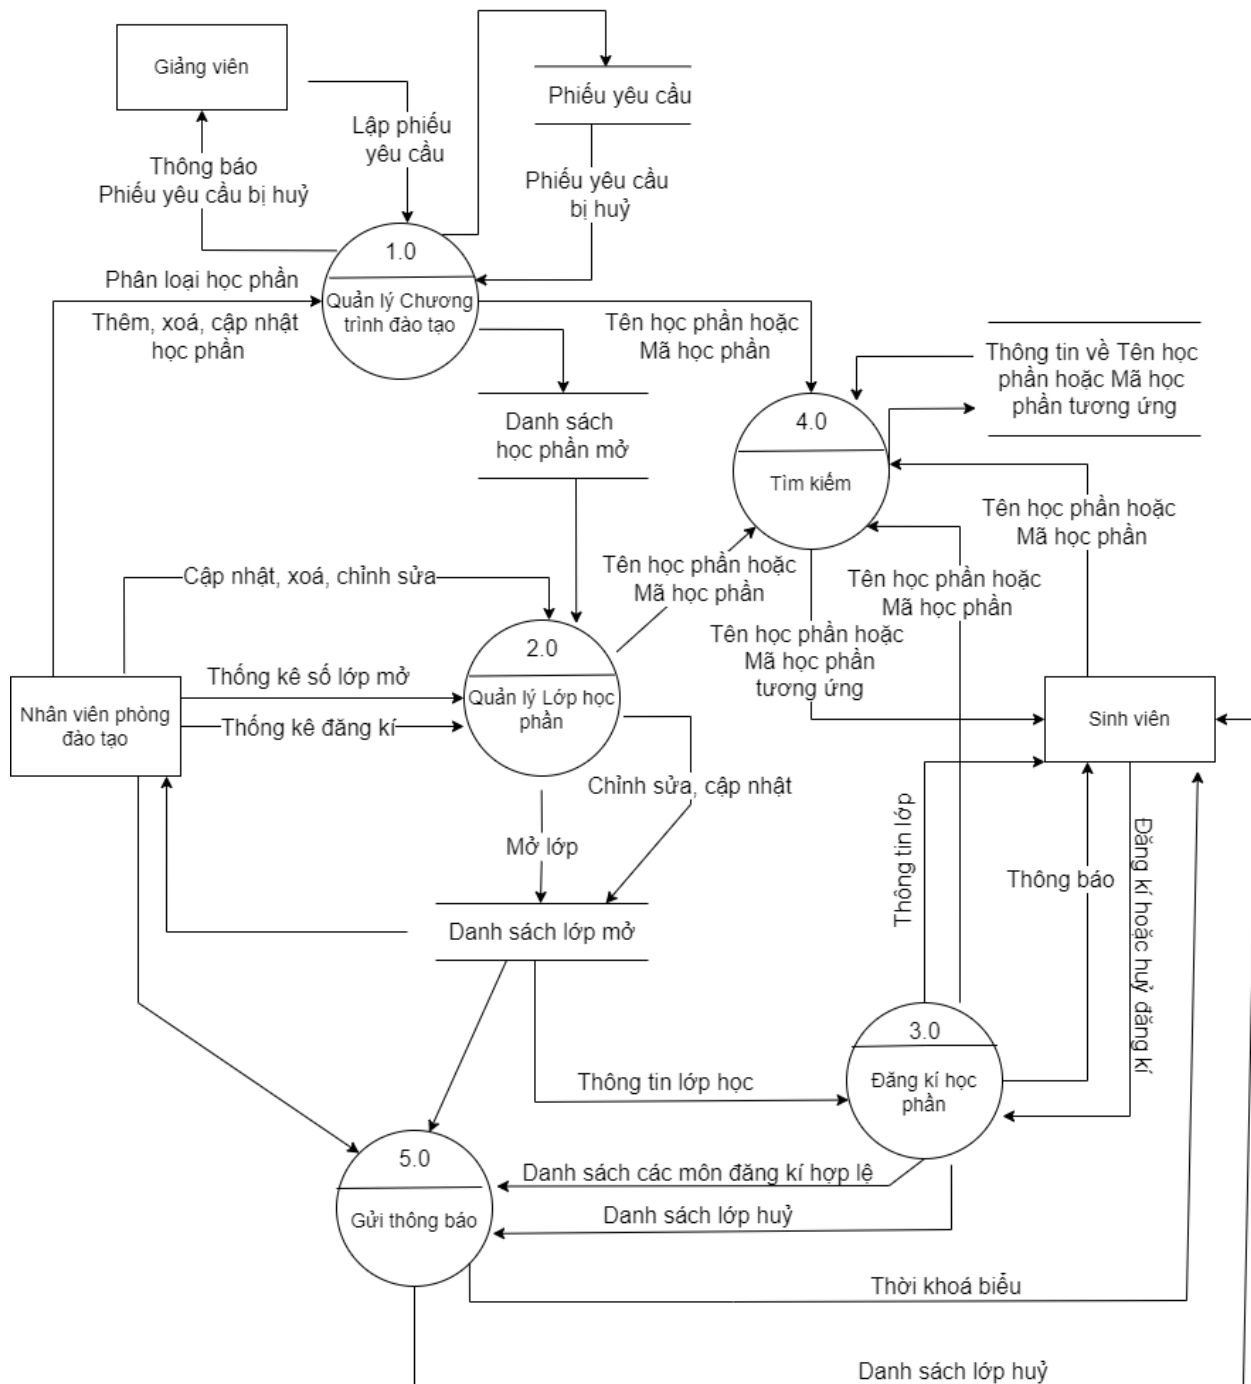 Giảng viên
Phiếu yêu cầu
Lập phiếu
yêu cầu
Thông báo
Phiếu yêu cầu bị huỷ
Phiếu yêu cầu
bị huỷ
1.0
Quản lý Chương
trình đào tạo
Phân loại học phần
Thêm, xoá, cập nhật
học phần
Tên học phần hoặc
Mã học phần
Thông tin về Tên học
phần hoặc Mã học
phần tương ứng
Danh sách
học phần mở
4.0
Tìm kiếm
Tên học phần hoặc
Mã học phần
Tên học phần hoặc
Mã học phần
Tên học phần hoặc
Mã học phần
Cập nhật, xoá, chỉnh sửa
Tên học phần hoặc
Mã học phần
tương ứng
2.0
Quản lý Lớp học
phần
Thống kê số lớp mở
Thống kê đăng kí
Nhân viên phòng
đào tạo
Sinh viên
Chỉnh sửa, cập nhật
Mở lớp
Thông tin lớp
Thông báo
Đăng kí hoặc huỷ đăng kí
Danh sách lớp mở
3.0
Đăng kí học
phần
Thông tin lớp học
5.0
Gửi thông báo
Danh sách các môn đăng kí hợp lệ
Danh sách lớp huỷ
Thời khoá biểu
Danh sách lớp huỷ